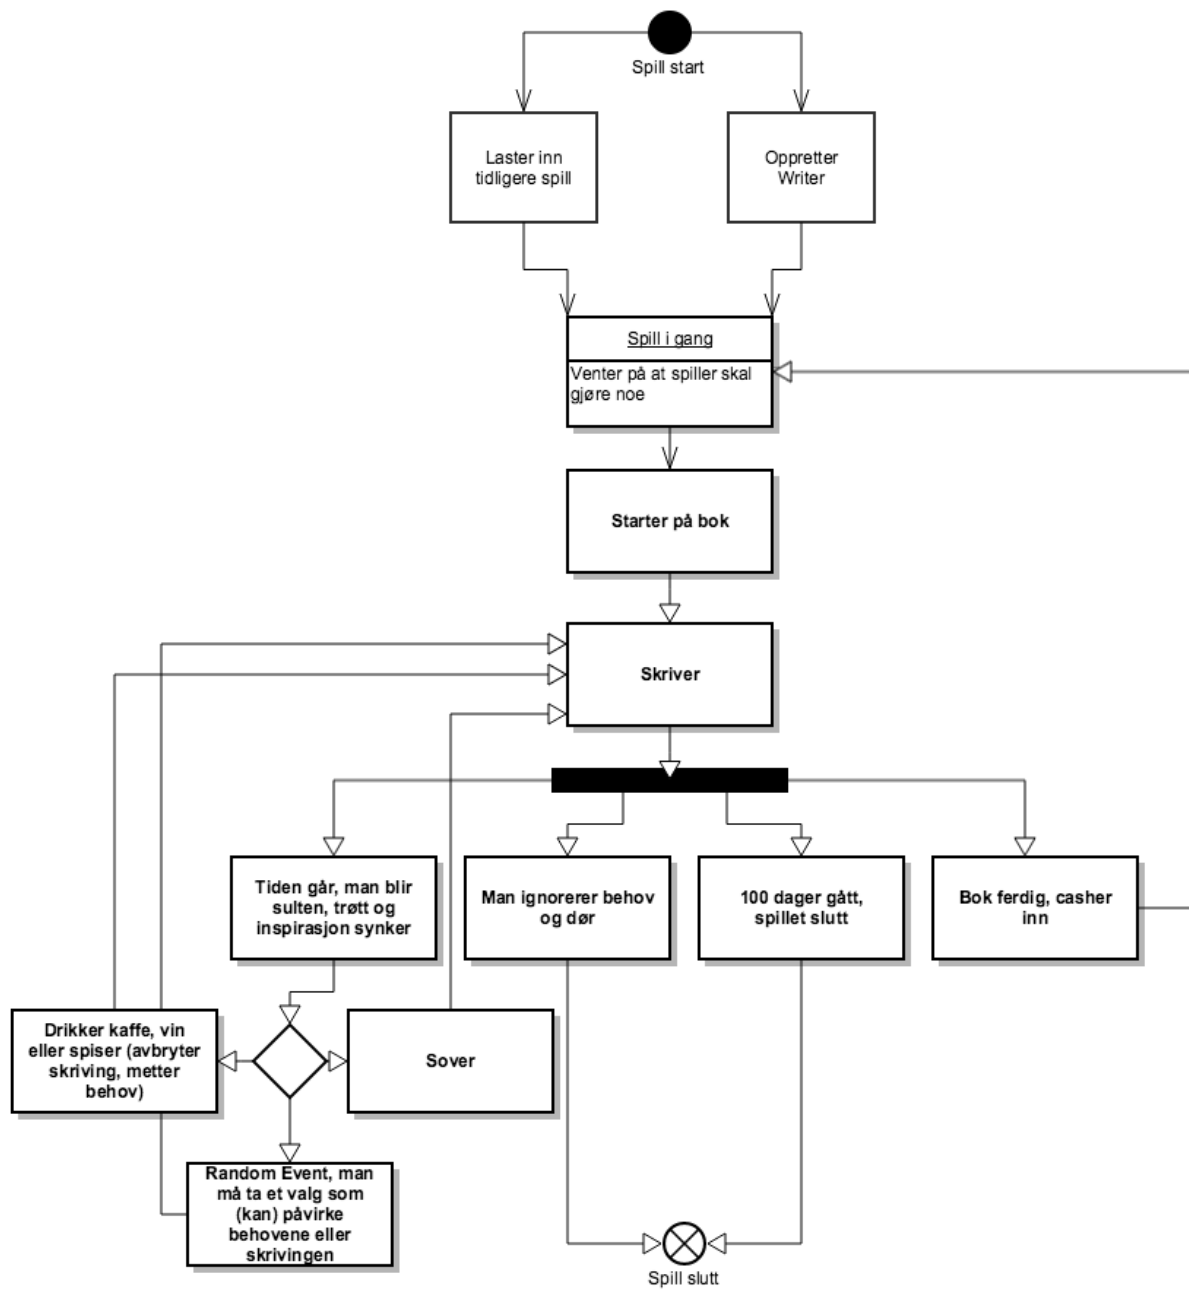 Spill start
Laster inn
tidligere spill
Oppretter
Writer
Spill i gang
Venter på at spiller skal
gjøre noe
Starter på bok
Skriver
Tiden går, man blir
sulten, trøtt og
inspirasjon synker
Man ignorerer behov
og dør
100 dager gått,
spillet slutt
Bok ferdig, casher
inn
Drikker kaffe, vin
eller spiser (avbryter
skriving, metter
behov)
Sover
Random Event, man
må ta et valg som
(kan) påvirke
behovene eller
skrivingen
Spill slutt